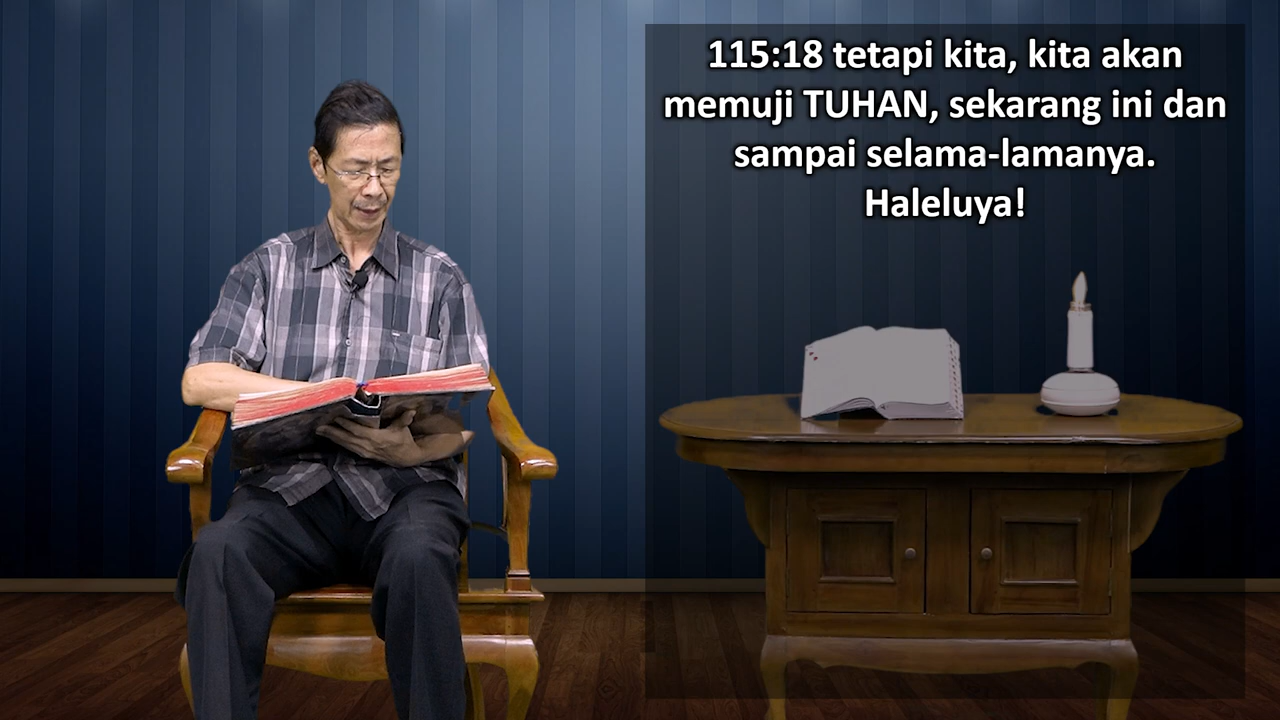 115:18 tetapi kita, kita akan
memuji TUHAN, sekarang ini dan
sampai selama-lamanya.
Haleluya!